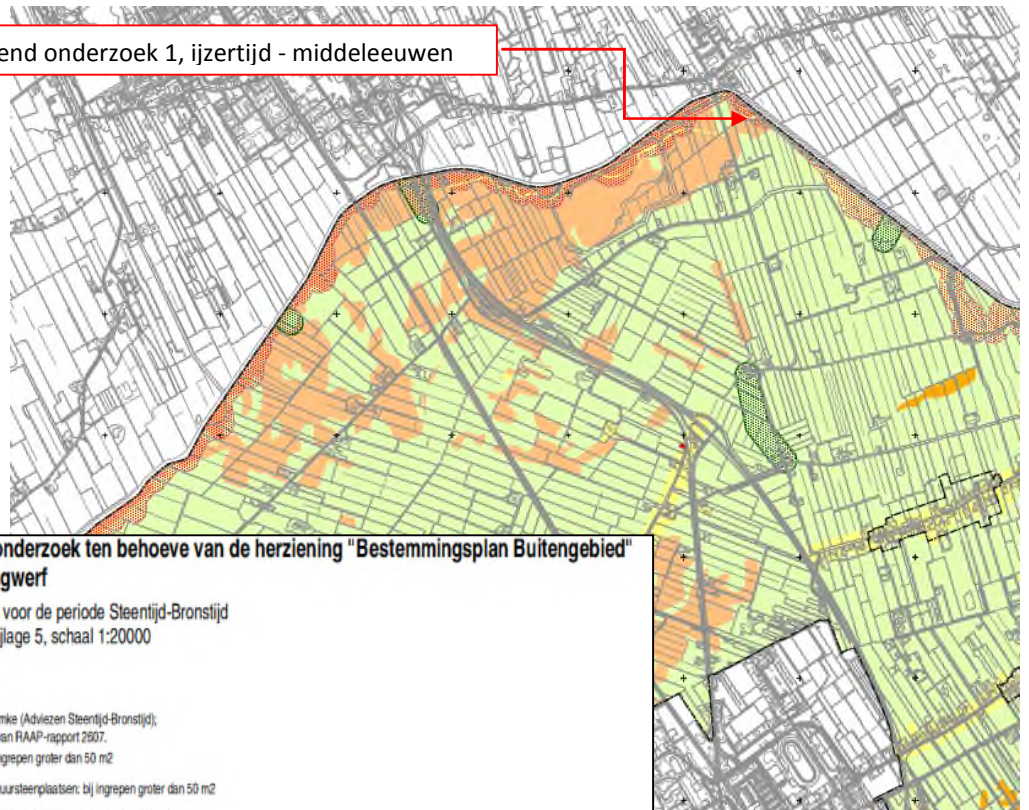 end onderzoek 1, ijzertijd - middeleeuwen
onderzoek ten behoeve van de herziening "Bestemmingsplan Buitengebied"
gwerf
voor de periode Steentijd-Bronstijd
jlage 5, schaal 1:20000
mke (Adviezen Steentijd-Bronstijd);
van RAAP-rapport 2607.
ngrepen groter dan 50 m2
uursteenplaatsen: bij ingrepen groter dan 50 m2